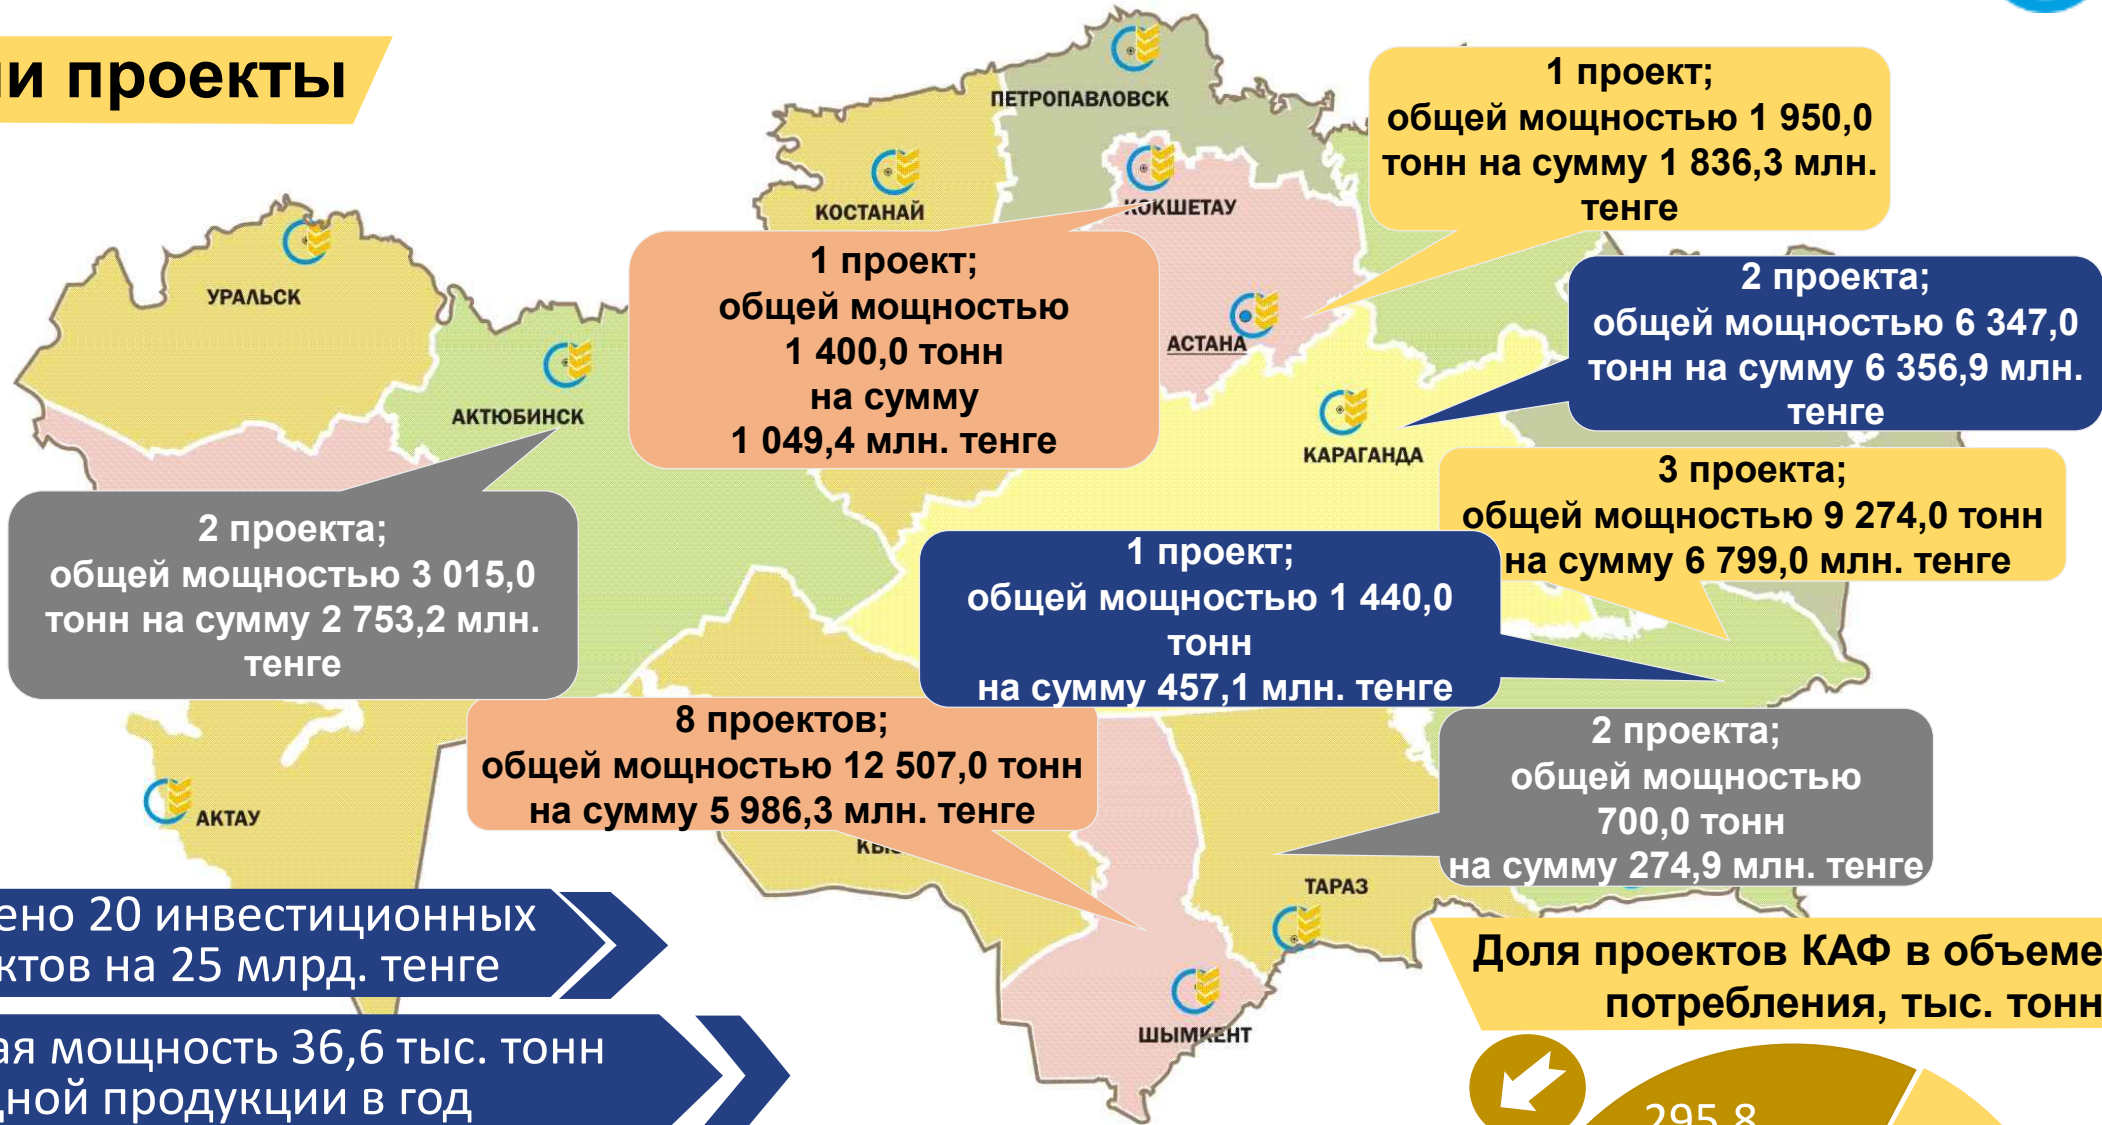 проекты
ПЕТРОПАВЛОВСК
1 проект;
общей мощностью 1 950,0
тонн на сумму 1 836,3 млн.
тенге
КОСТАНАЙ
КОКШЕТАУ
УРАЛЬСК
1 проект;
общей мощностью
1 400,0 тонн
на сумму
1 049,4 млн. тенге
АСТАНА
2 проекта;
общей мощностью 6 347,0
тонн на сумму 6 356,9 млн.
тенге
АКТЮБИНСК
КАРАГАНДА
3 проекта;
общей мощностью 9 274,0 тонн
на сумму 6 799,0 млн. тенге
2 проекта;
общей мощностью 3 015,0
тонн на сумму 2 753,2 млн.
тенге
1 проект;
общей мощностью 1 440,0
тонн
на сумму 457,1 млн. тенге
8 проектов;
общей мощностью 12 507,0 тонн
на сумму 5 986,3 млн. тенге
2 проекта;
общей мощностью
700,0 тонн
на сумму 274,9 млн. тенге
АКТАУ
ТАРАЗ
ено 20 инвестиционных
ктов на 25 млрд. тенге
ая мощность 36,6 тыс. тонн
ной продукции в год
ШЫМКЕНТ
Доля проектов КАФ в объеме
потребления, тыс. тонн
295,8